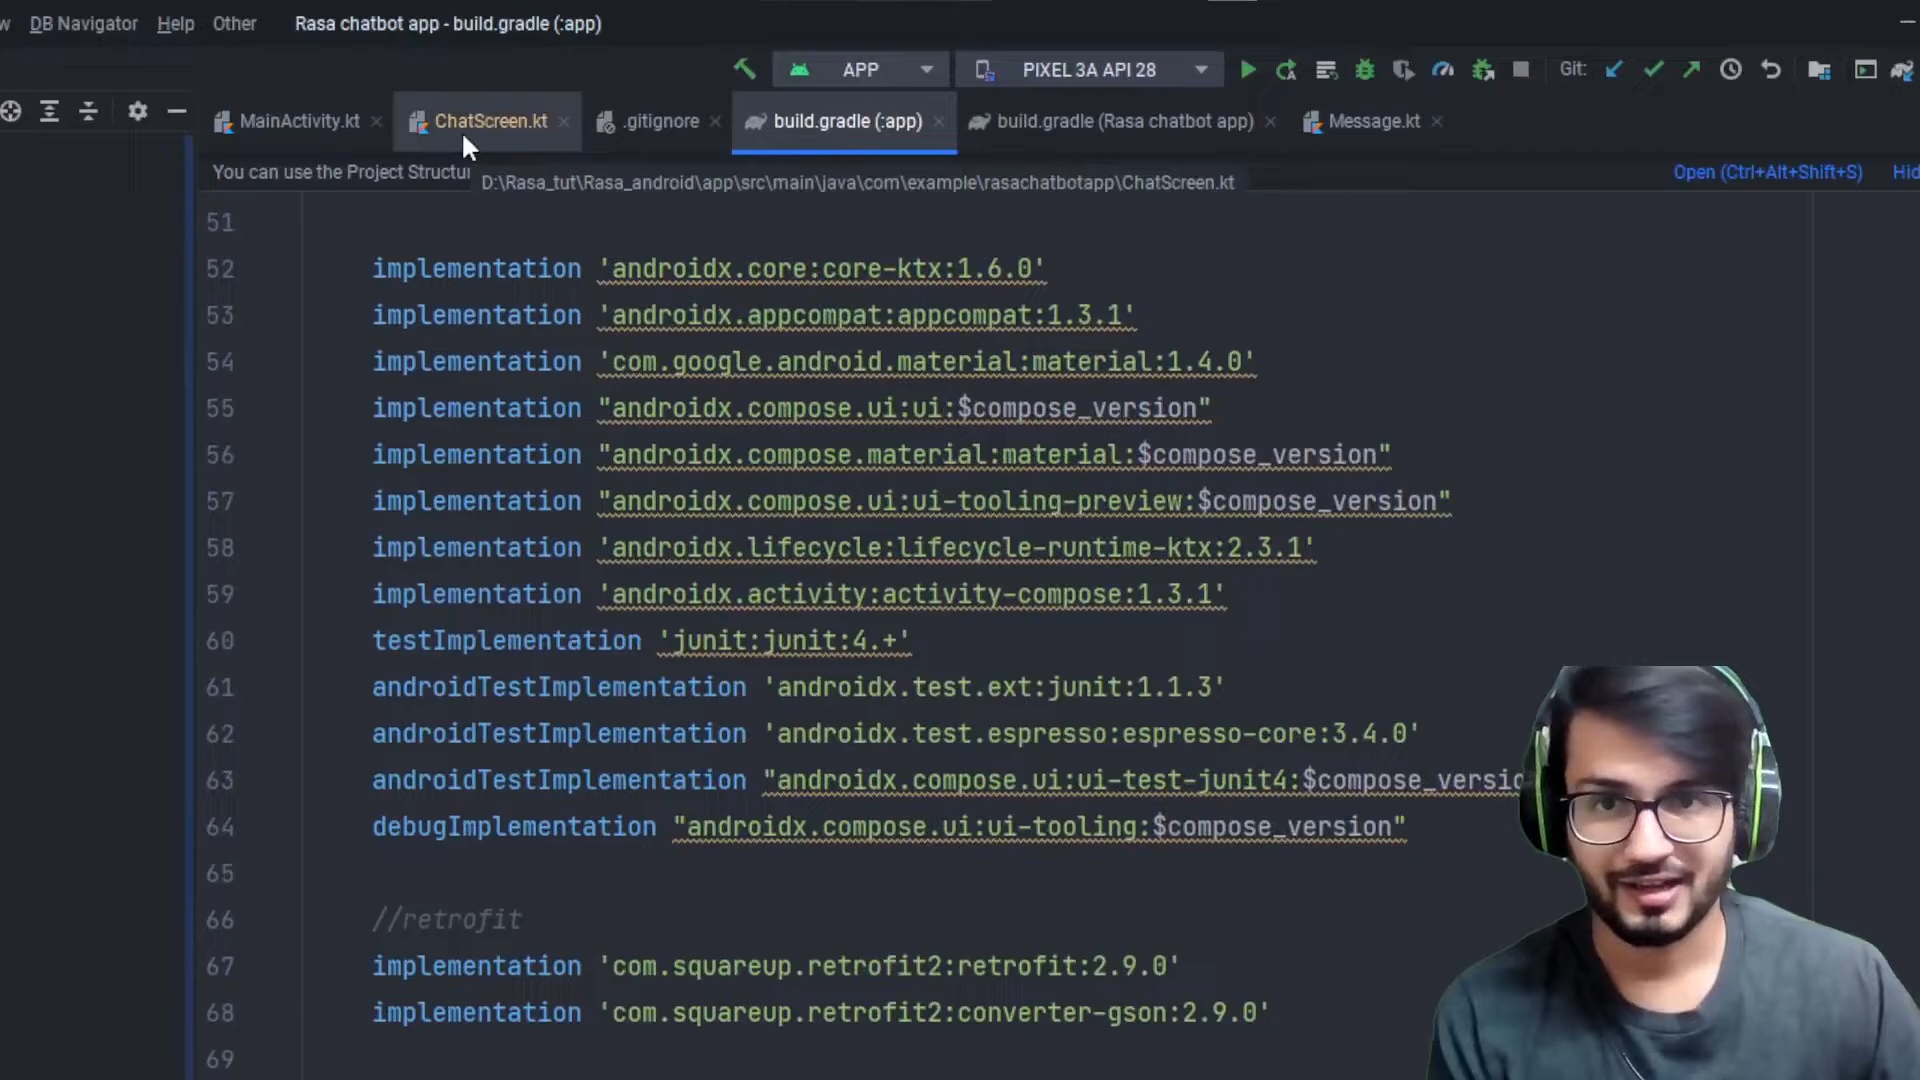 DB Navigator Help Other Rasa chatbot app - build.gradle (:app)
APP PIXEL 3A API 28 Git:
MainActivity.kt ChatScreen.kt .gitignore build.gradle (:app) build.gradle (Rasa chatbot app) Message.kt
You can use the Project Structur Open (Ctrl+Alt+Shift+S) Hid
D:\Rasa_tut\Rasa_android\app\src\main\java\com\example\rasachatbotapp\ChatScreen.kt
51
52 implementation 'androidx.core:core-ktx:1.6.0'
53 implementation 'androidx.appcompat:appcompat:1.3.1'
54 implementation 'com.google.android.material:material:1.4.0'
55 implementation "androidx.compose.ui:ui:$compose_version"
56 implementation "androidx.compose.material:material:$compose_version"
57 implementation "androidx.compose.ui:ui-tooling-preview:$compose_version"
58 implementation 'androidx.lifecycle:lifecycle-runtime-ktx:2.3.1'
59 implementation 'androidx.activity:activity-compose:1.3.1'
60 testImplementation 'junit:junit:4.+'
61 androidTestImplementation 'androidx.test.ext:junit:1.1.3'
62 androidTestImplementation 'androidx.test.espresso:espresso-core:3.4.0'
63 androidTestImplementation "androidx.compose.ui:ui-test-junit4:$compose_versio
64 debugImplementation "androidx.compose.ui:ui-tooling:$compose_version"
65
66 //retrofit
67 implementation 'com.squareup.retrofit2:retrofit:2.9.0'
68 implementation 'com.squareup.retrofit2:converter-gson:2.9.0'
69